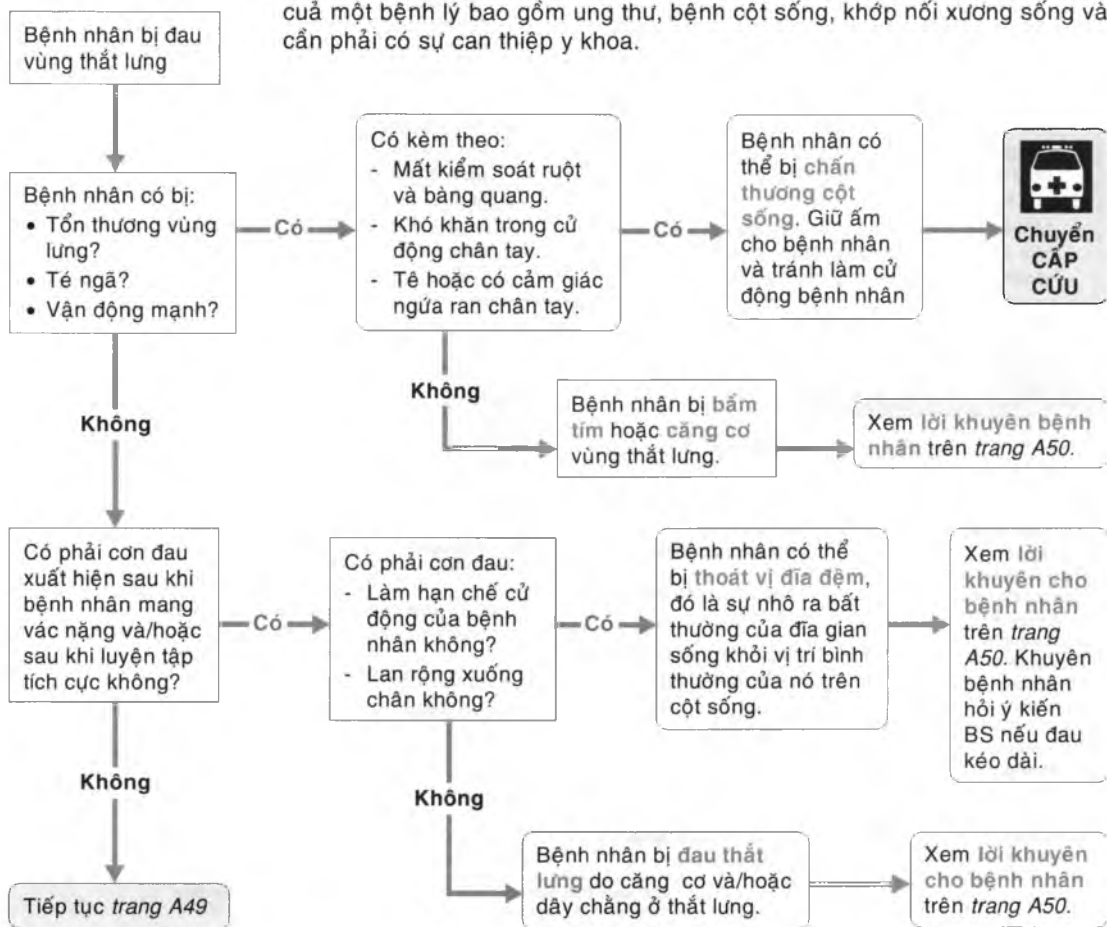 cuả một bệnh lý bao gồm ung thư, bệnh cột sống, khớp nối xương sống và
cần phải có sự can thiệp y khoa.
Bệnh nhân bị đau
vùng thắt lưng
Bệnh nhân có bị:
• Tổn thương vùng
lưng?
• Té ngã?
• Vận động mạnh?
Có
Có kèm theo:
- Mất kiểm soát ruột
và bàng quang.
- Khó khăn trong cử
động chân tay.
- Tê hoặc có cảm giác
ngứa ran chân tay.
Có
Bệnh nhân có
thể bị chấn
thương cột
sống. Giữ ấm
cho bệnh nhân
và tránh làm cử
động bệnh nhân
Chuyển
CẤP
CỨU
Không
Bệnh nhân bị bầm
tím hoặc căng cơ
vùng thắt lưng.
Xem lời khuyên bệnh
nhân trên trang A50.
Không
Có phải cơn đau
xuất hiện sau khi
bệnh nhân mang
vác nặng và/hoặc
sau khi luyện tập
tích cực không?
Có
Có phải cơn đau:
- Làm hạn chế cử
động của bệnh
nhân không?
- Lan rộng xuống
chân không?
Có
Bệnh nhân có thể
bị thoát vị đĩa đệm,
đó là sự nhô ra bất
thường của đĩa gian
sống khỏi vị trí bình
thường của nó trên
cột sống.
Xem lời
khuyên cho
bệnh nhân
trên trang
A50. Khuyên
bệnh nhân
hỏi ý kiến
BS nếu đau
kéo dài.
Không
Bệnh nhân bị đau thắt
lưng do căng cơ và/hoặc
dây chằng ở thắt lưng.
Xem lời khuyên
cho bệnh nhân
trên trang A50.
Không
Tiếp tục trang A49